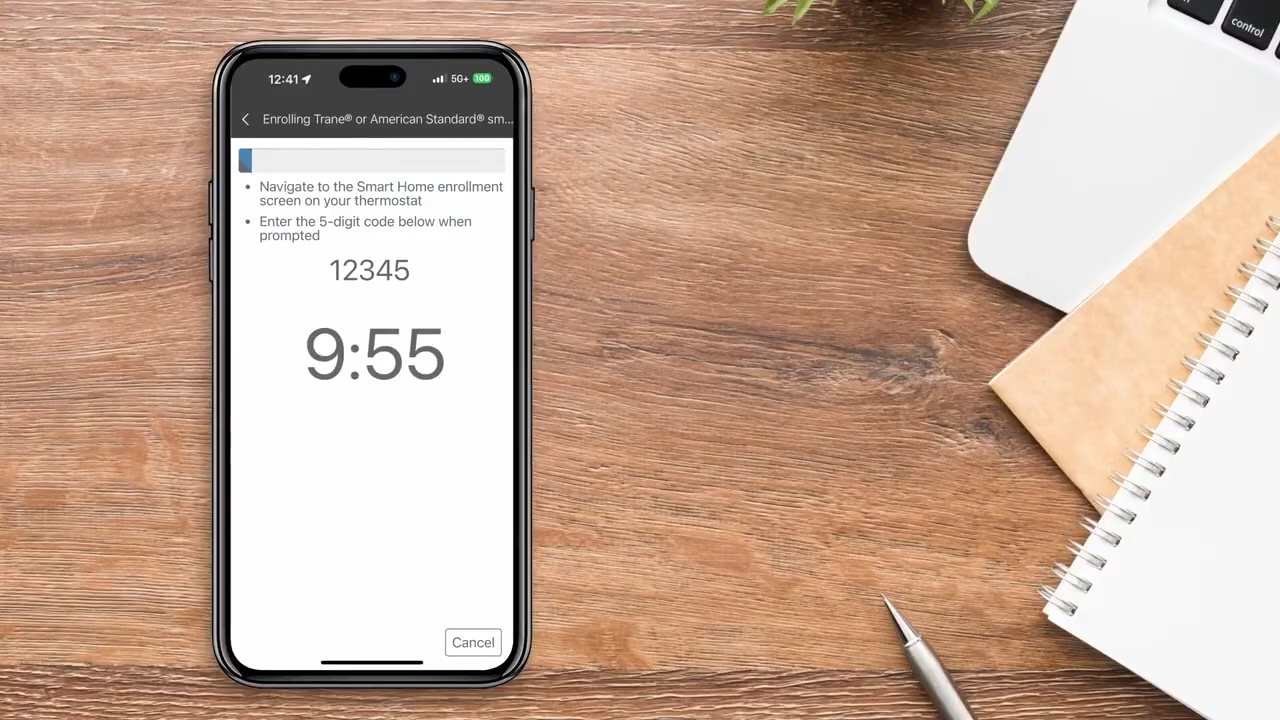 12:41
5G+
100
Enrolling Trane® or American Standard® sm...
• Navigate to the Smart Home enrollment
screen on your thermostat
• Enter the 5-digit code below when
prompted
12345
9:55
Cancel
control